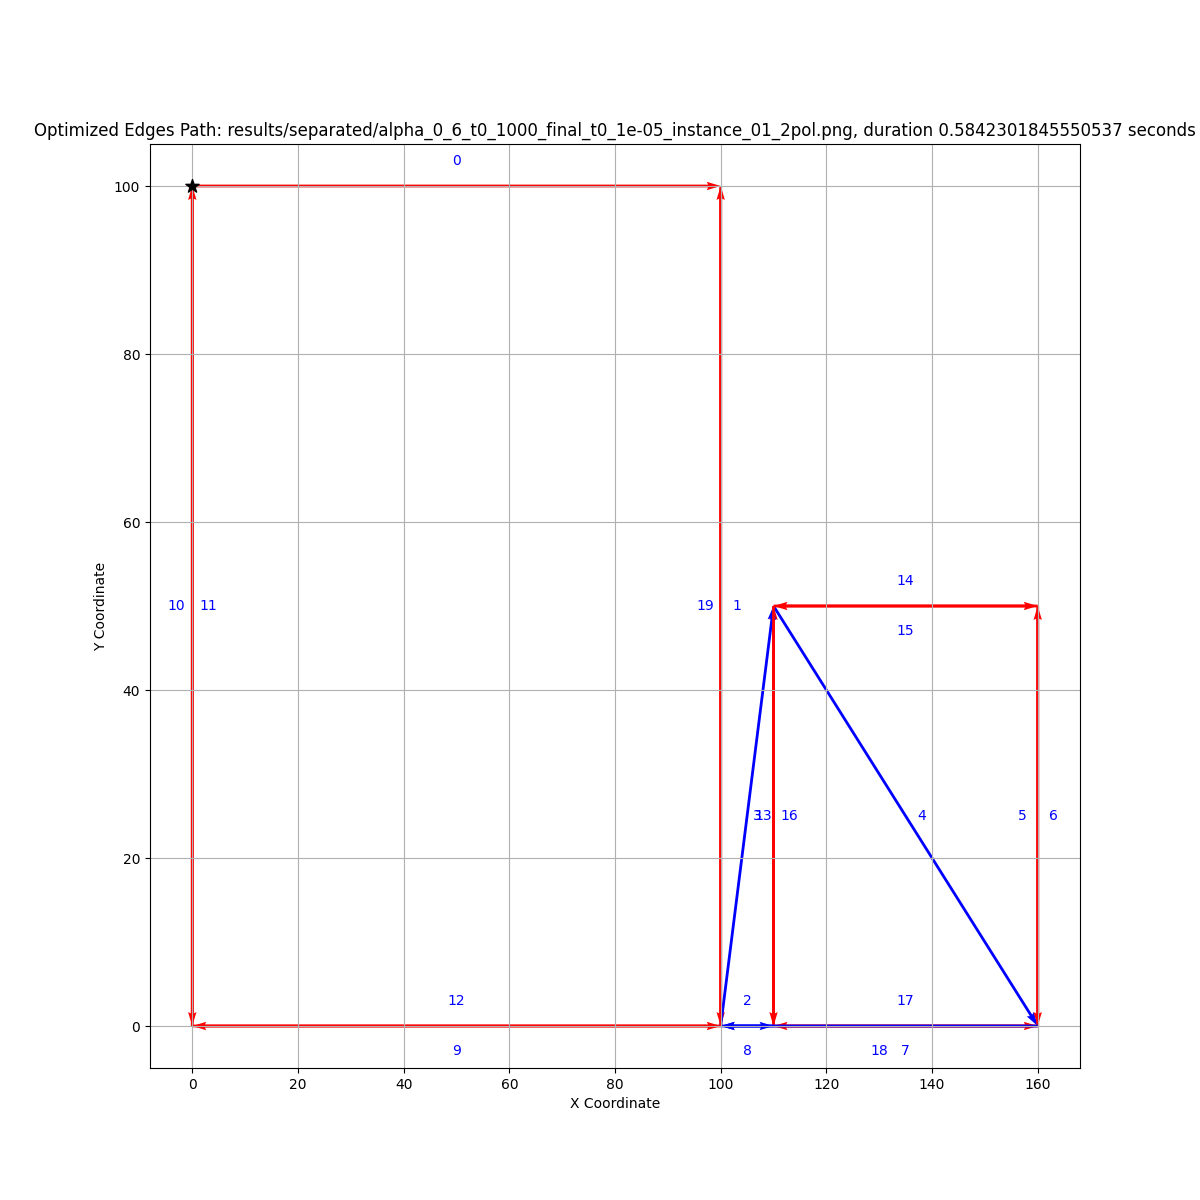 Optimized Edges Path: results/separated/alpha_0_6_t0_1000_final_t0_1e-05_instance_01_2pol.png, duration 0.5842301845550537 seconds
0
100
80
60
14
10 11 19 1
15
40
3 13 16 4 5 6
20
12 2 17
0
9 8 18 7
0 20 40 60 80 100 120 140 160
X Coordinate
Y Coordinate